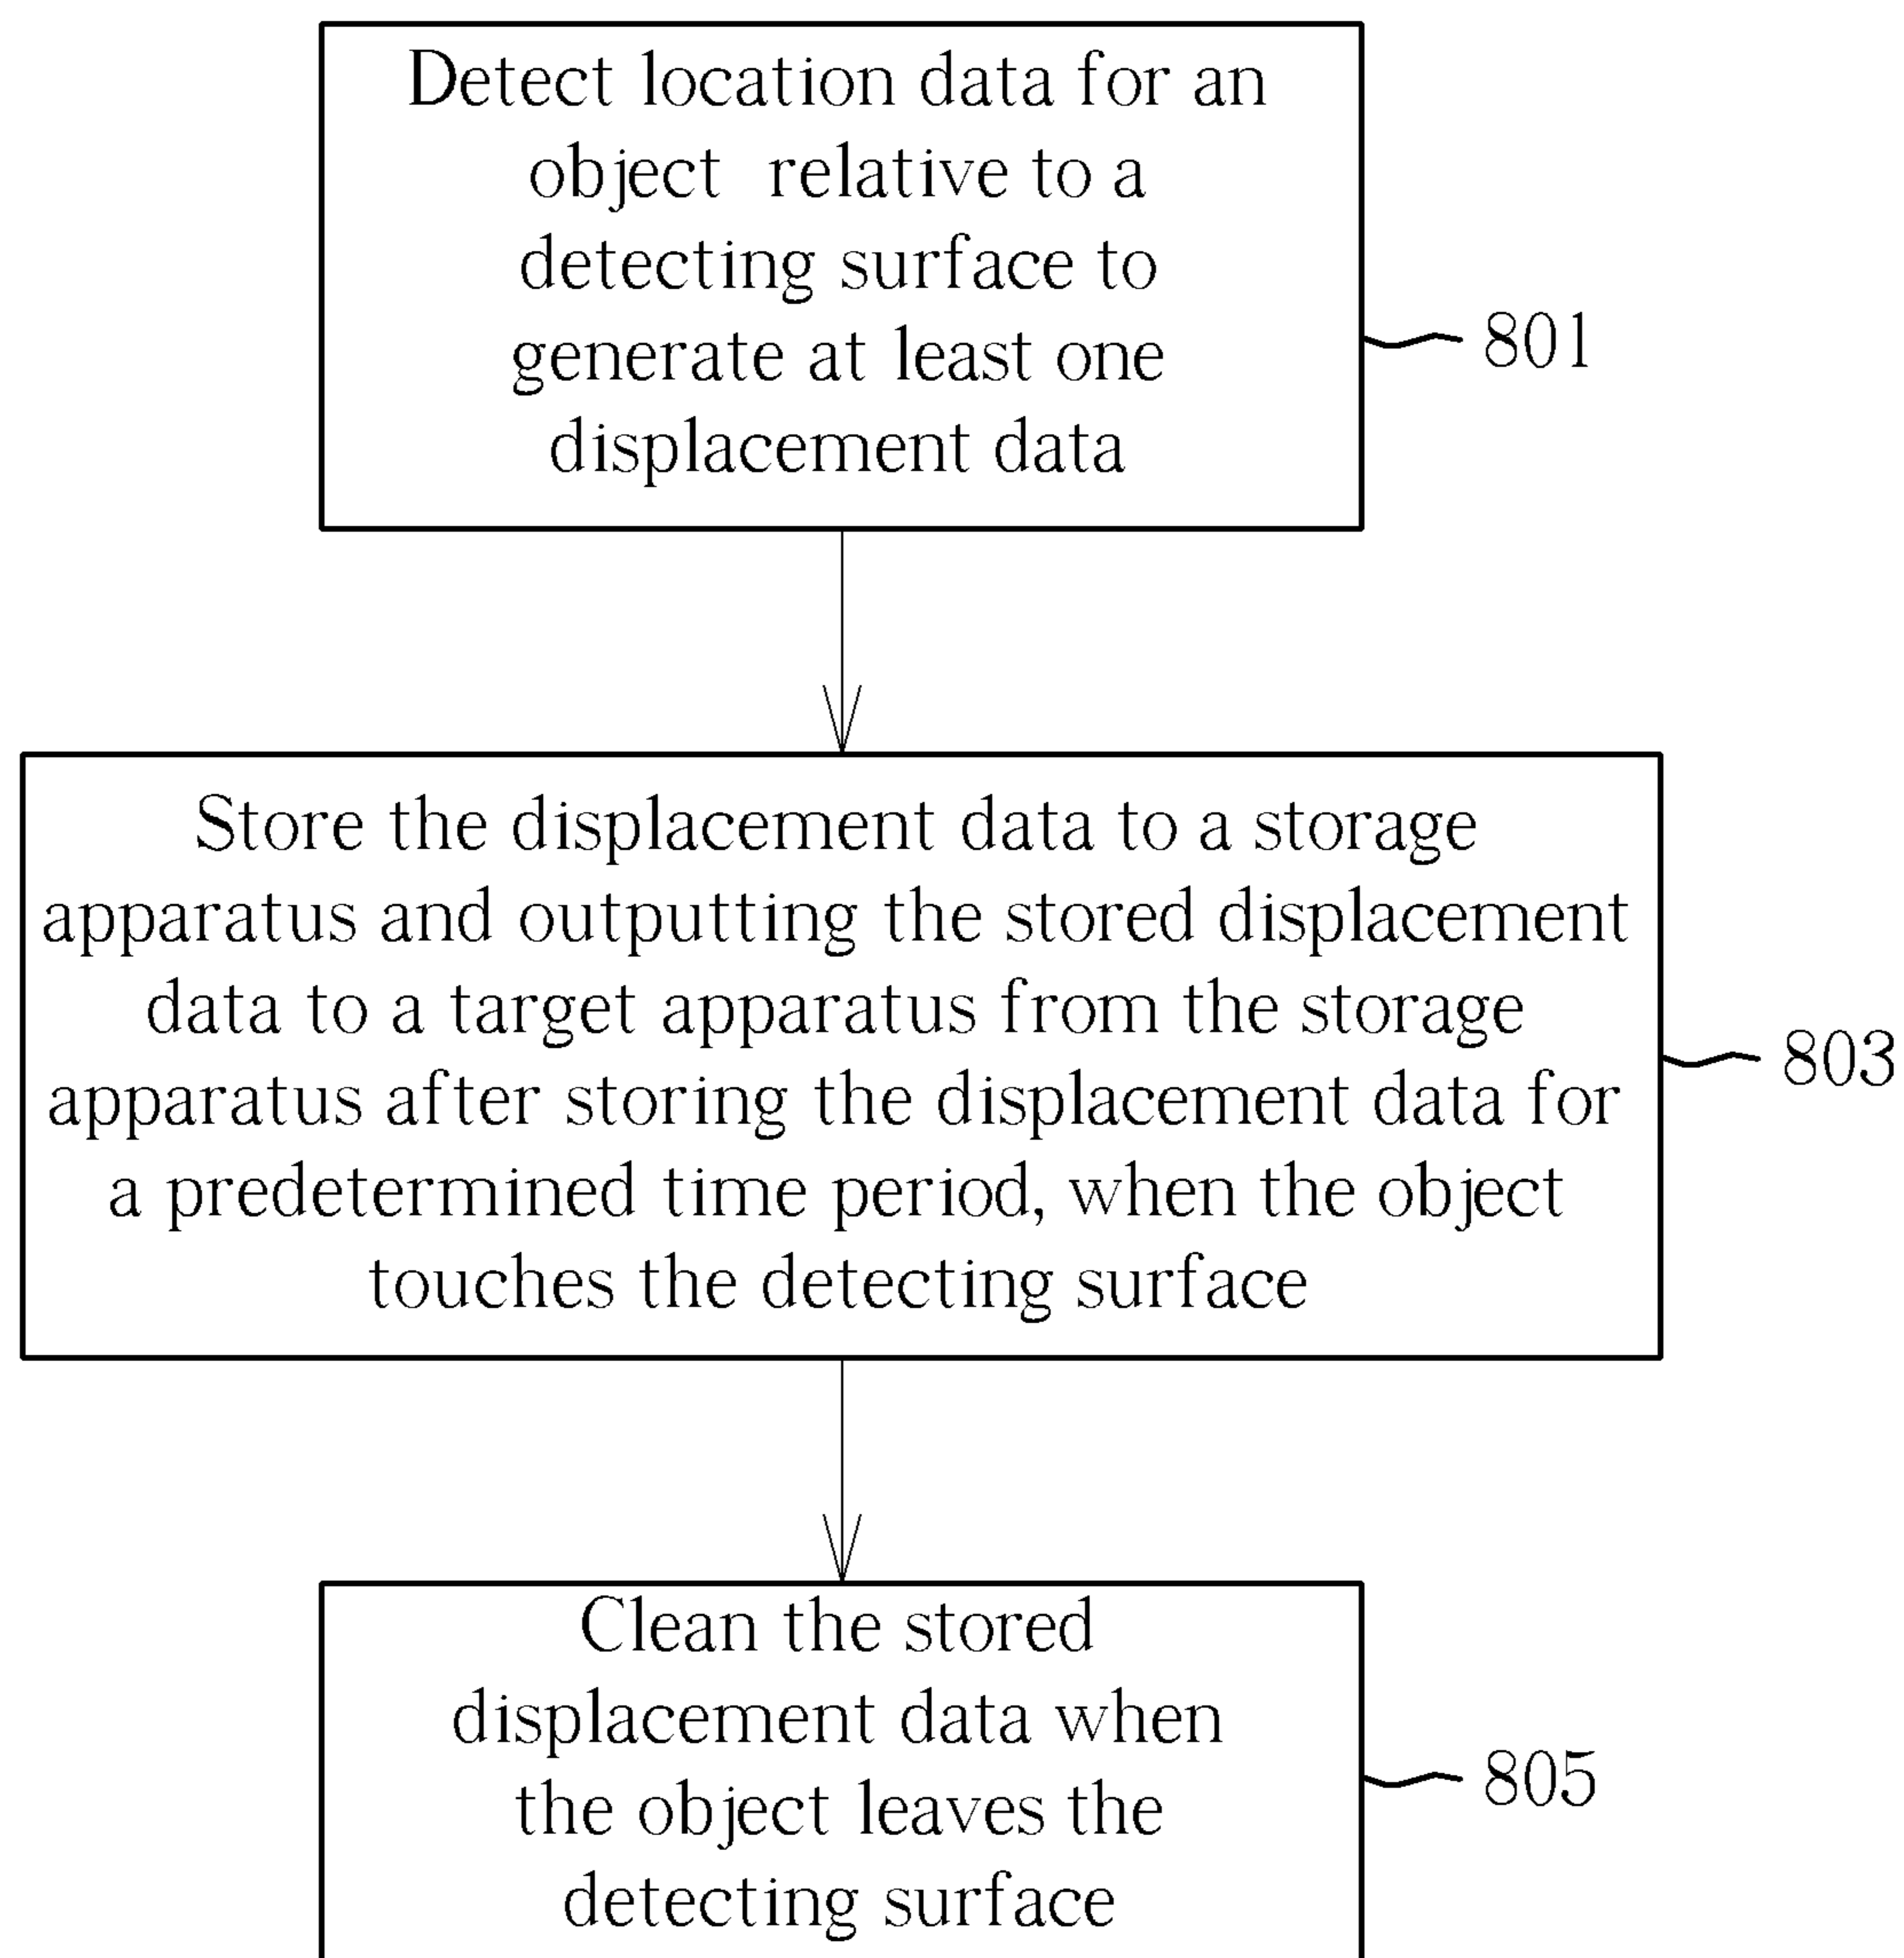 Detect location data for an
object relative to a
detecting surface to
generate at least one
displacement data
801
Store the displacement data to a storage
apparatus and outputting the stored displacement
data to a target apparatus from the storage
apparatus after storing the displacement data for
a predetermined time period, when the object
touches the detecting surface
803
Clean the stored
displacement data when
the object leaves the
detecting surface
805